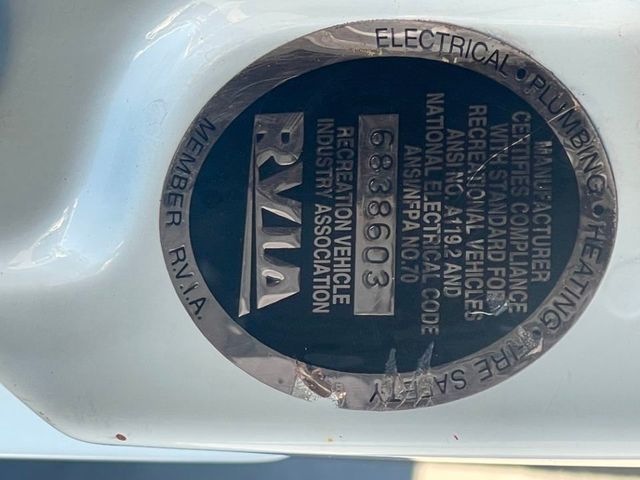 ELECTRICAL • PLUMBING • HEATING • FIRE SAFETY
MANUFACTURER
CERTIFIES COMPLIANCE
WITH STANDARD FOR
RECREATIONAL VEHICLES
ANSI NO. A119.2 AND
NATIONAL ELECTRICAL CODE
ANSI/NFPA NO. 70
6838603
RECREATION VEHICLE
INDUSTRY ASSOCIATION
RVIA
MEMBER R.V.I.A.